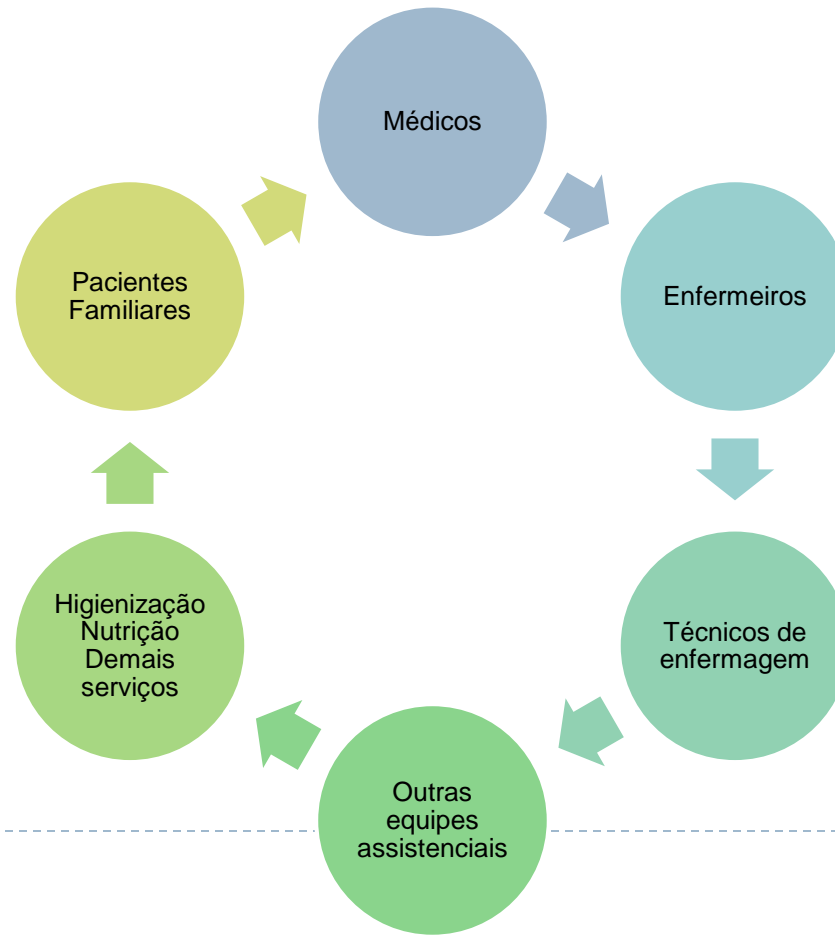 Médicos
Enfermeiros
Técnicos de
enfermagem
Outras
equipes
assistenciais
Higienização
Nutrição
Demais
serviços
Pacientes
Familiares